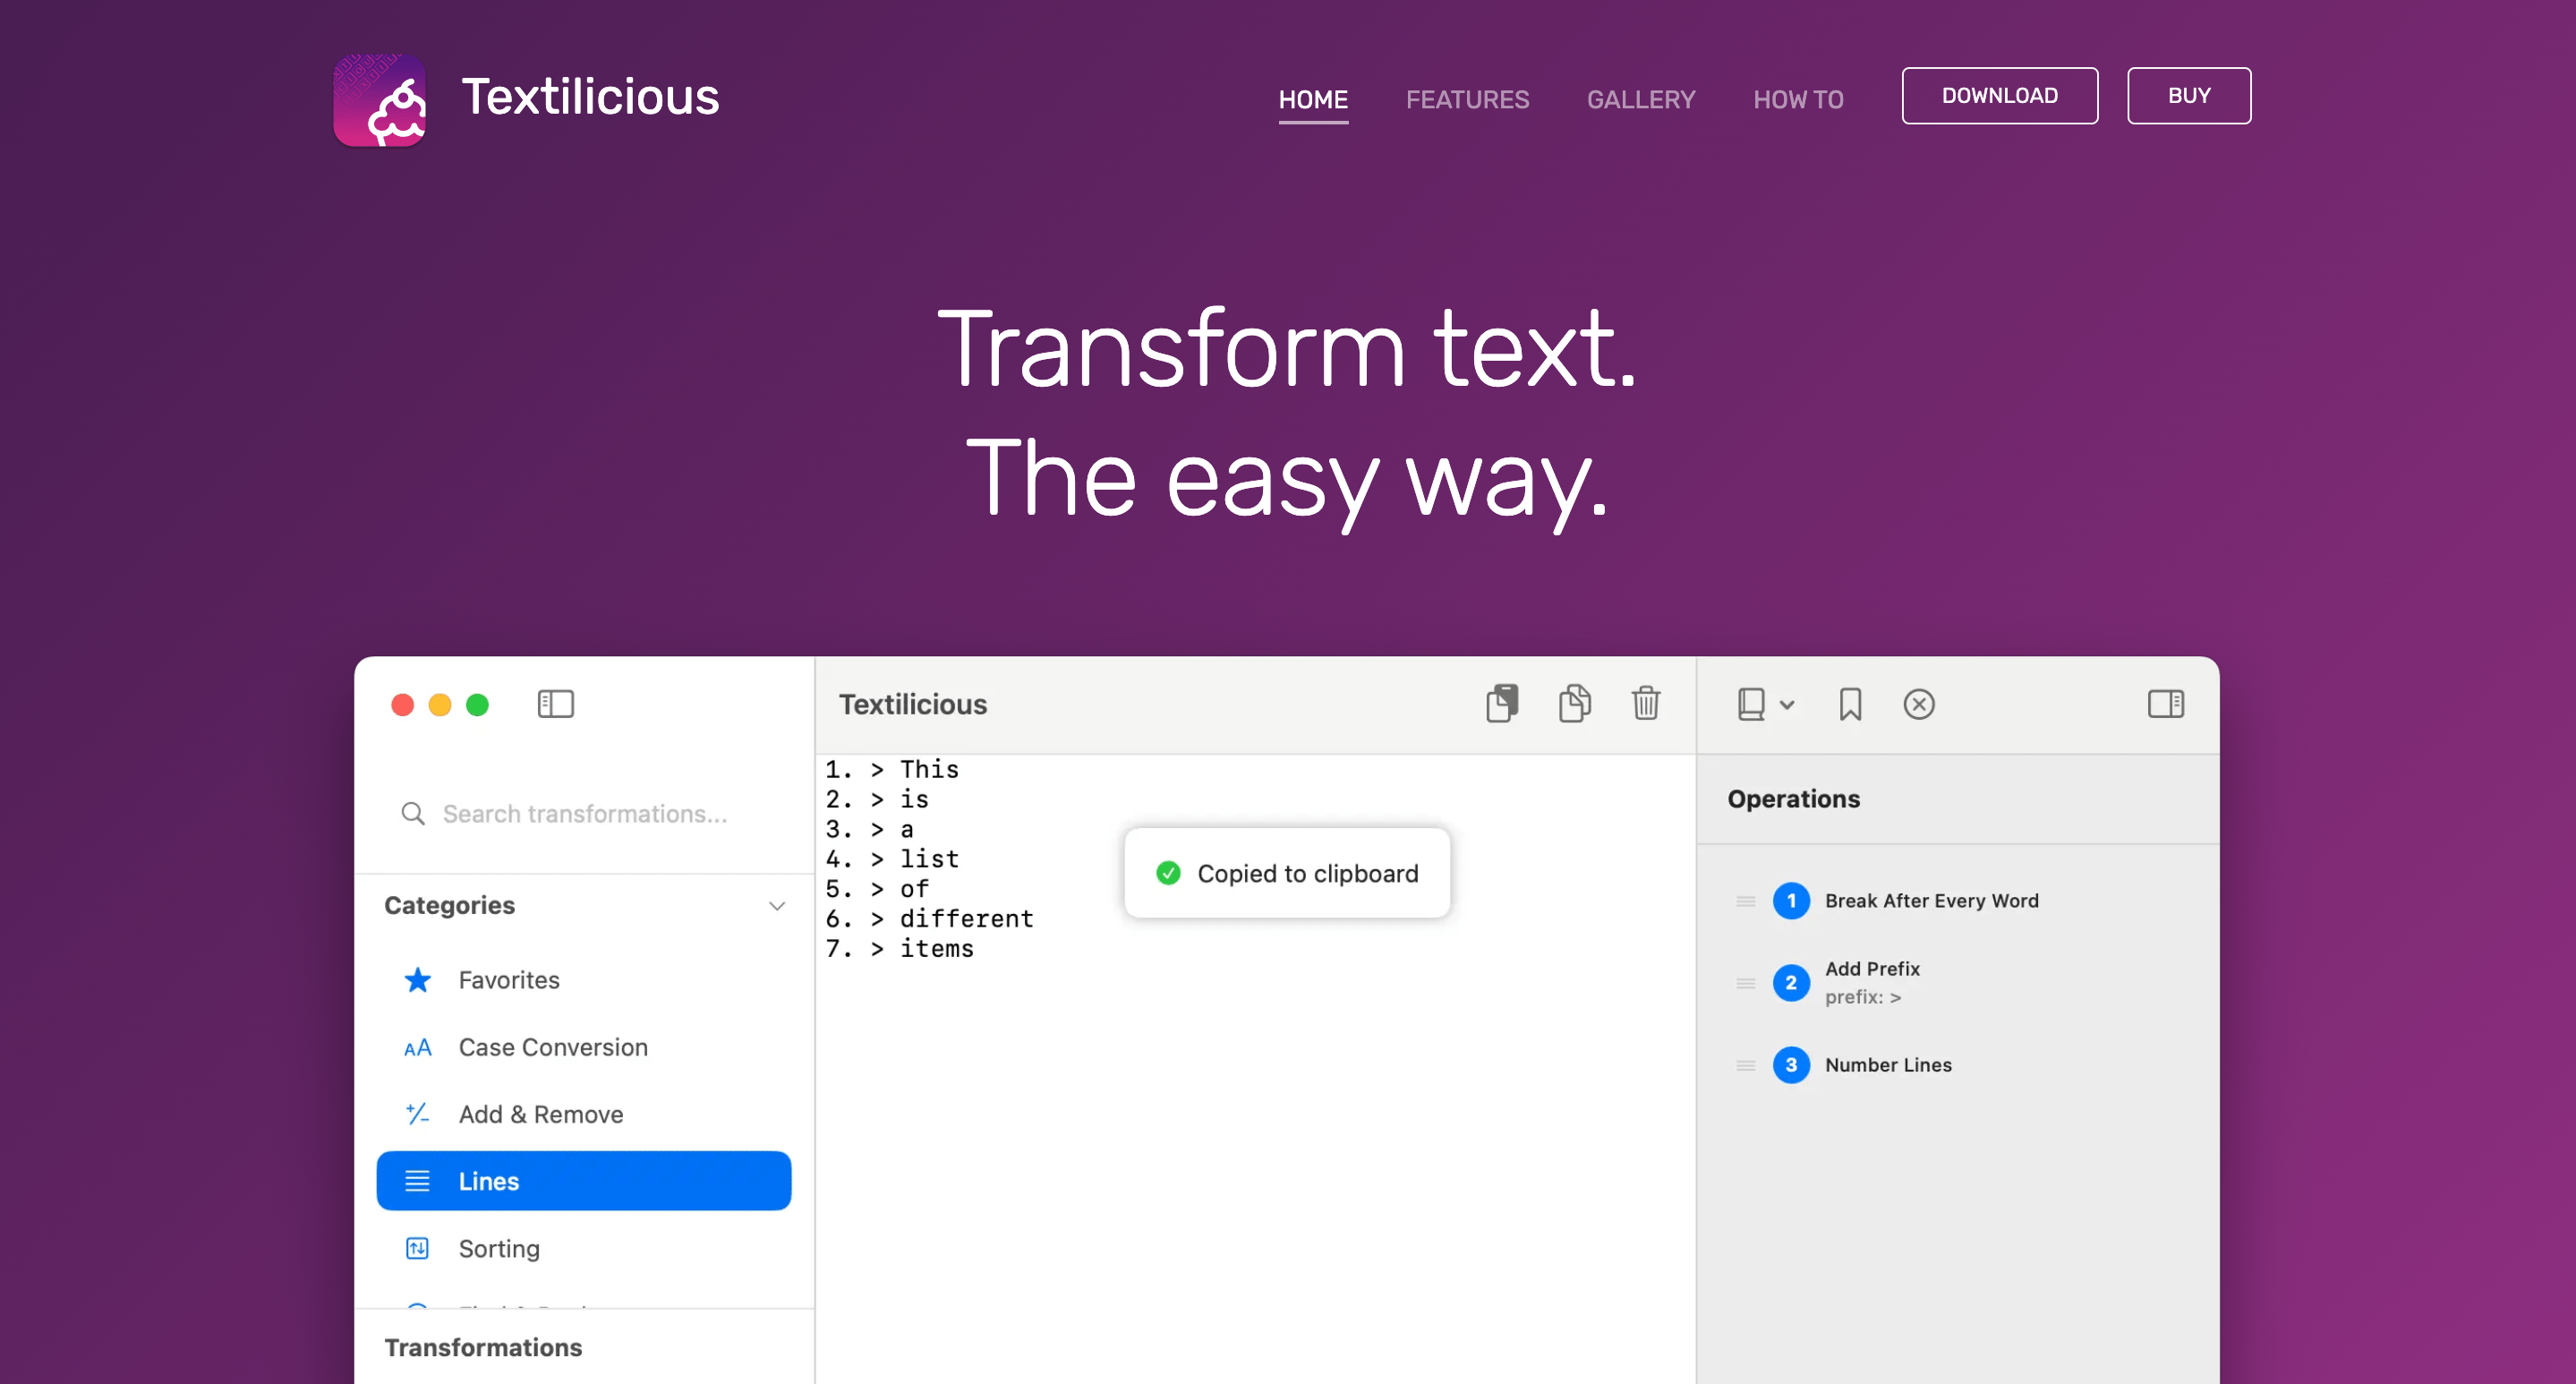 Textilicious
HOME
FEATURES
GALLERY
HOW TO
DOWNLOAD
BUY
Transform text.
The easy way.
Search transformations...
Categories
Favorites
Case Conversion
Add & Remove
Lines
Sorting
Transformations
Textilicious
1. > This
2. > is
3. > a
4. > list
5. > of
6. > different
7. > items
Copied to clipboard
Operations
1 Break After Every Word
2 Add Prefix
prefix: >
3 Number Lines